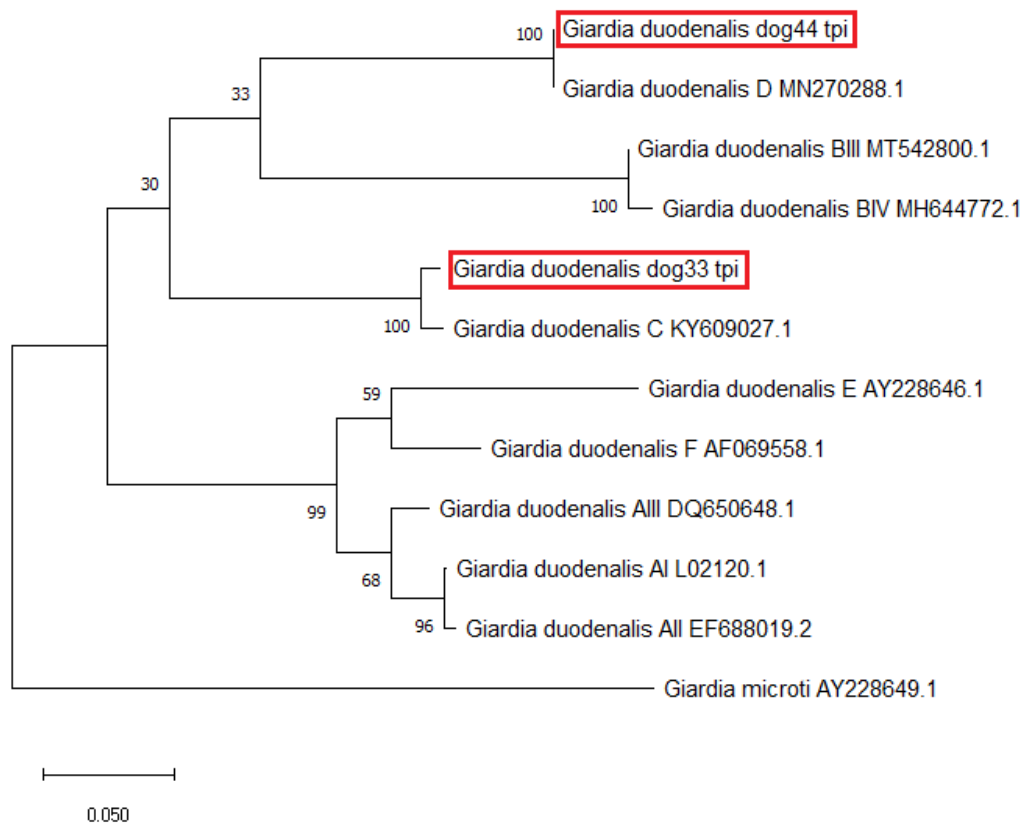 100
Giardia duodenalis dog44 tpi
Giardia duodenalis D MN270288.1
33
Giardia duodenalis BIII MT542800.1
30
100
Giardia duodenalis BIV MH644772.1
Giardia duodenalis dog33 tpi
100
Giardia duodenalis C KY609027.1
59
Giardia duodenalis E AY228646.1
Giardia duodenalis F AF069558.1
99
Giardia duodenalis AIII DQ650648.1
68
Giardia duodenalis AI L02120.1
96
Giardia duodenalis AII EF688019.2
Giardia microti AY228649.1
0.050